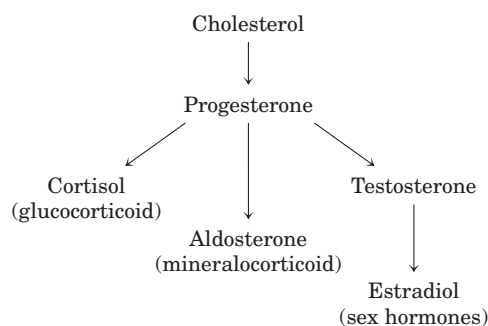 Cholesterol
Progesterone
Cortisol
(glucocorticoid)
Aldosterone
(mineralocorticoid)
Testosterone
Estradiol
(sex hormones)